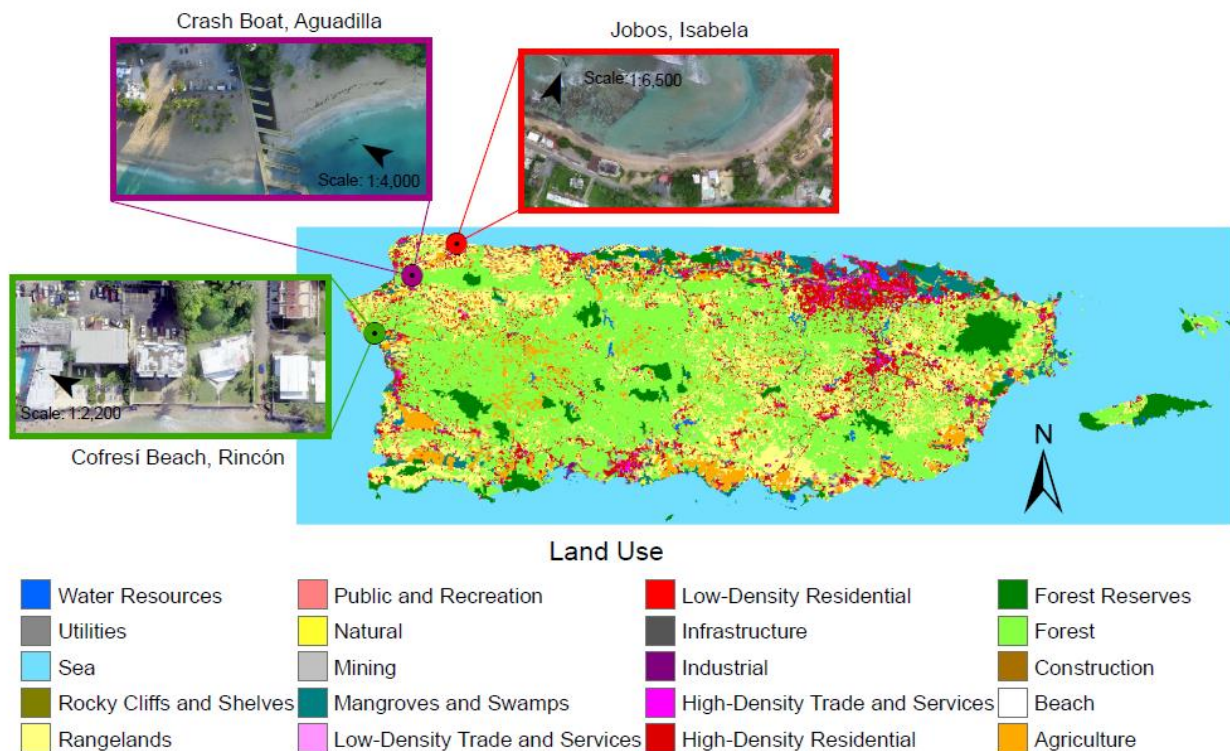 Crash Boat, Aguadilla
Jobos, Isabela
Scale: 1:6,500
N
Scale: 1:4,000
Scale: 1:2,200
Cofresí Beach, Rincón
N
Land Use
Water Resources
Public and Recreation
Low-Density Residential
Forest Reserves
Utilities
Natural
Infrastructure
Forest
Sea
Mining
Industrial
Construction
Rocky Cliffs and Shelves
Mangroves and Swamps
High-Density Trade and Services
Beach
Rangelands
Low-Density Trade and Services
High-Density Residential
Agriculture